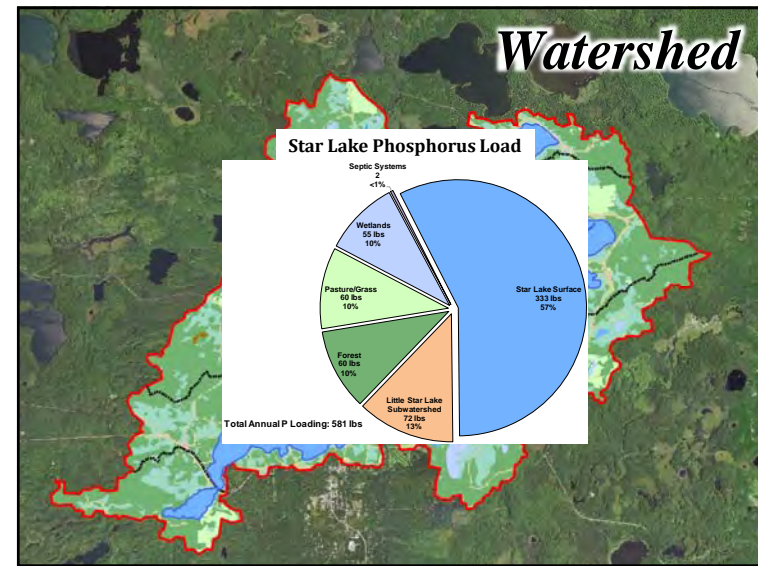 Watershed
Star Lake Phosphorus Load
Septic Systems
2
<1%
Wetlands
55 lbs
10%
Pasture/Grass
60 lbs
10%
Star Lake Surface
333 lbs
57%
Forest
60 lbs
10%
Little Star Lake
Subwatershed
72 lbs
13%
Total Annual P Loading: 581 lbs